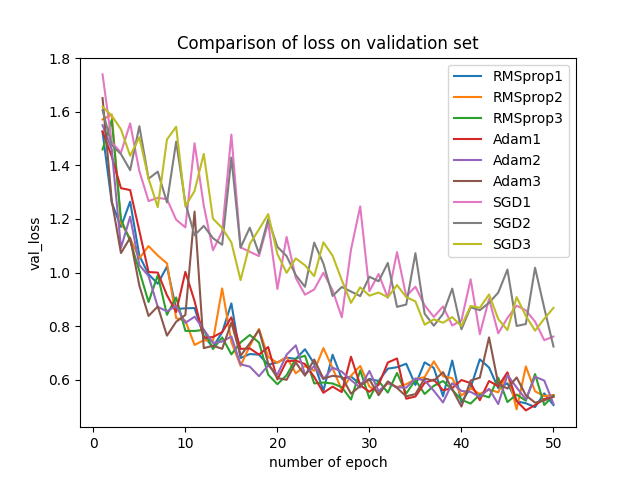 Comparison of loss on validation set
1.8
1.6
1.4
1.2
1.0
0.8
0.6
val_loss
0
10
20
30
40
50
number of epoch
RMSprop1
RMSprop2
RMSprop3
Adam1
Adam2
Adam3
SGD1
SGD2
SGD3